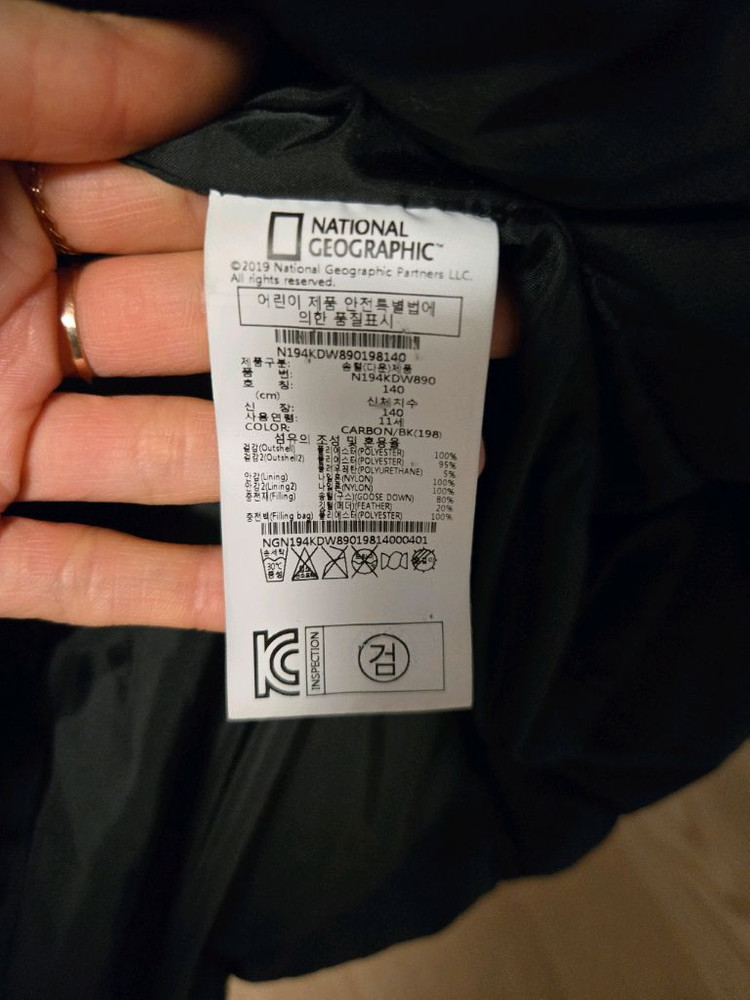 NATIONAL
GEOGRAPHIC™
©2019 National Geographic Partners LLC.
All rights reserved.
어린이 제품 안전특별법에
의한 품질표시
N194KDW890198140
제품구분: 솜털(다운)제품
품 번: N194KDW890
호 칭: 140
(cm) 신체치수
신 장: 140
사용연령: 11세
COLOR: CARBON/BK(198)
섬유의 조성 및 혼용율
겉감(Outshell) 폴리에스터(POLYESTER) 100%
겉감2(Outshell2) 폴리에스터(POLYESTER) 95%
폴리우레탄(POLYURETHANE) 5%
안감(Lining) 나일론(NYLON) 100%
안감2(Lining2) 나일론(NYLON) 100%
충전재(Filling) 솜털(구스)(GOOSE DOWN) 80%
깃털(페더)(FEATHER) 20%
충전백(Filling bag) 폴리에스터(POLYESTER) 100%
NGN194KDW89019814000401
손세탁
30℃
중성
KC
INSPECTION
검